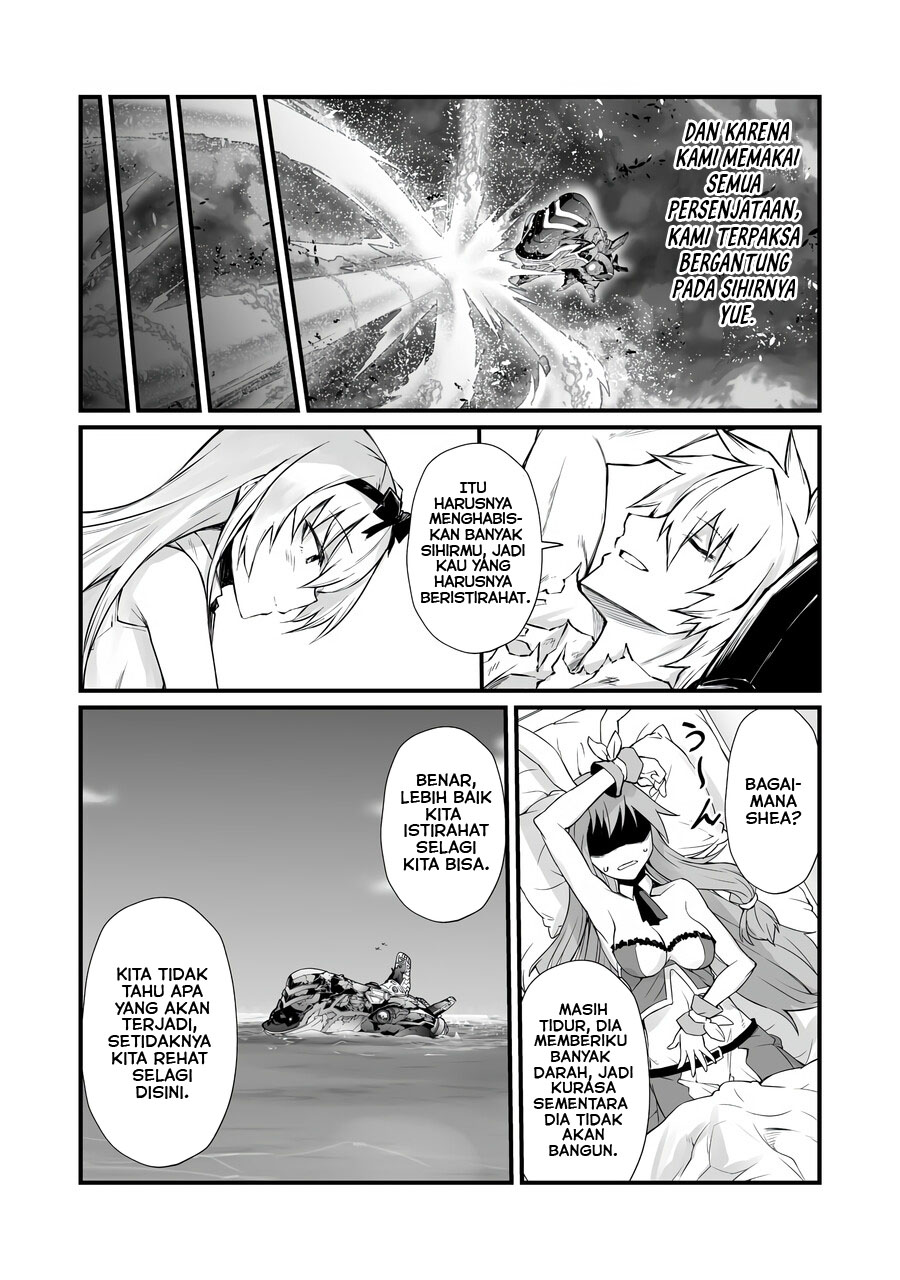 DAN KARENA
KAMI MEMAKAI
SEMUA
PERSENJATAAN,
KAMI TERPAKSA
BERGANTUNG
PADA SIHIRNYA
YUE.
ITU
HARUSNYA
MENGHABIS-
KAN BANYAK
SIHIRMU, JADI
KAU YANG
HARUSNYA
BERISTIRAHAT.
BENAR,
LEBIH BAIK
KITA
ISTIRAHAT
SELAGI
KITA BISA.
KITA TIDAK
TAHU APA
YANG AKAN
TERJADI,
SETIDAKNYA
KITA REHAT
SELAGI
DISINI.
BAGAI-
MANA
SHEA?
う～ん
MASIH
TIDUR, DIA
MEMBERIKU
BANYAK
DARAH, JADI
KURASA
SEMENTARA
DIA TIDAK
AKAN
BANGUN.